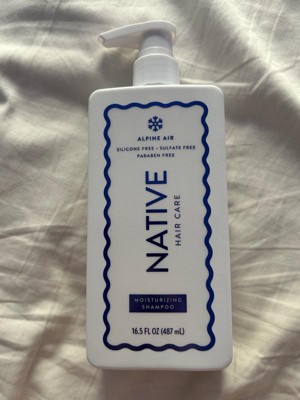 ALPINE AIR
SILICONE FREE • SULFATE FREE
PARABEN FREE
NATIVE
HAIR CARE
MOISTURIZING
SHAMPOO
16.5 FL OZ (487 mL)